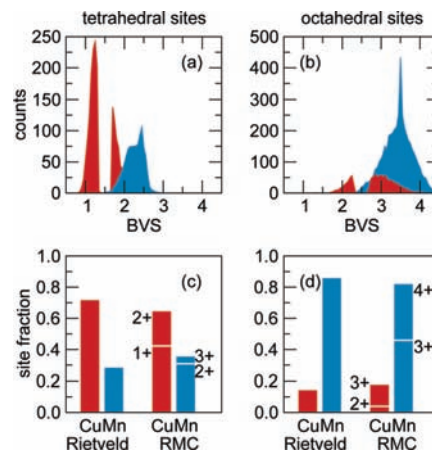 tetrahedral sites octahedral sites
250 (a) 500 (b)
200 400
150 300
counts
100 200
50 100
0 0
1 2 3 4 1 2 3 4
BVS BVS
1.0 (c) 1.0 (d)
0.8 0.8 4+
site fraction
0.6 2+ 0.6
0.4 1+ 3+ 0.4 3+
0.2 2+ 0.2 3+
0.0 0.0 2+
CuMn CuMn CuMn CuMn
Rietveld RMC Rietveld RMC